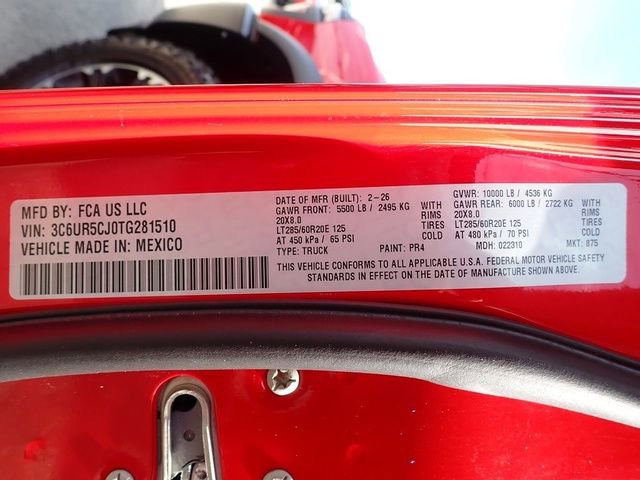 MFD BY: FCA US LLC
VIN: 3C6UR5CJ0TG281510
VEHICLE MADE IN: MEXICO
DATE OF MFR (BUILT): 2-26
GAWR FRONT: 5500 LB / 2495 KG WITH
20X8.0 RIMS
LT285/60R20E 125 TIRES
AT 450 kPa / 65 PSI COLD
TYPE: TRUCK PAINT: PR4
GVWR: 10000 LB / 4536 KG
GAWR REAR: 6000 LB / 2722 KG WITH
20X8.0 RIMS
LT285/60R20E 125 TIRES
AT 480 kPa / 70 PSI COLD
MDH: 022310 MKT: 875
THIS VEHICLE CONFORMS TO ALL APPLICABLE U.S.A. FEDERAL MOTOR VEHICLE SAFETY
STANDARDS IN EFFECT ON THE DATE OF MANUFACTURE SHOWN ABOVE.